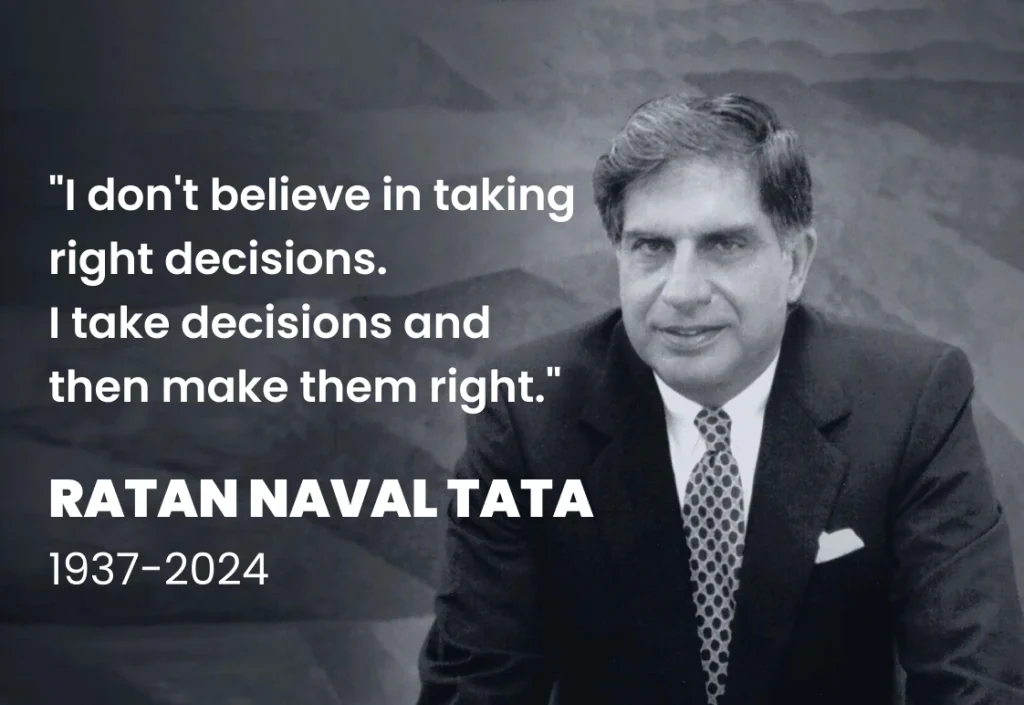 "I don't believe in taking
right decisions.
I take decisions and
then make them right."
RATAN NAVAL TATA
1937-2024